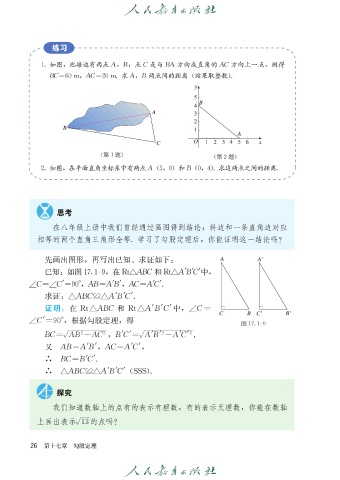 人民教育出版社
练习
1. 如图,池塘边有两点 A,B,点 C 是与 BA 方向成直角的 AC 方向上一点,测得
BC=60 m,AC=20 m. 求 A,B 两点间的距离(结果取整数).
A
B
C
(第 1 题)
y
5
4
3
2
1
B
A
O 1 2 3 4 5 6 x
(第 2 题)
2. 如图,在平面直角坐标系中有两点 A(5,0)和 B(0,4). 求这两点之间的距离.
思考
在八年级上册中我们曾经通过画图得到结论:斜边和一条直角边对应
相等的两个直角三角形全等. 学习了勾股定理后,你能证明这一结论吗?
先画出图形,再写出已知、求证如下:
已知:如图 17.1-9,在 Rt△ABC 和 Rt△A′B′C′中,
∠C=∠C′=90°,AB=A′B′,AC=A′C′.
求证:△ABC≌△A′B′C′.
证明:在 Rt△ABC 和 Rt△A′B′C′中,∠C=
∠C′=90°,根据勾股定理,得
BC=√AB²-AC²,B′C′=√A′B′²-A′C′².
又 AB=A′B′,AC=A′C′,
∴ BC=B′C′.
∴ △ABC≌△A′B′C′(SSS).
A A′
C B C′ B′
图 17.1-9
探究
我们知道数轴上的点有的表示有理数,有的表示无理数,你能在数轴
上画出表示√13的点吗?
26 第十七章 勾股定理
人民教育出版社